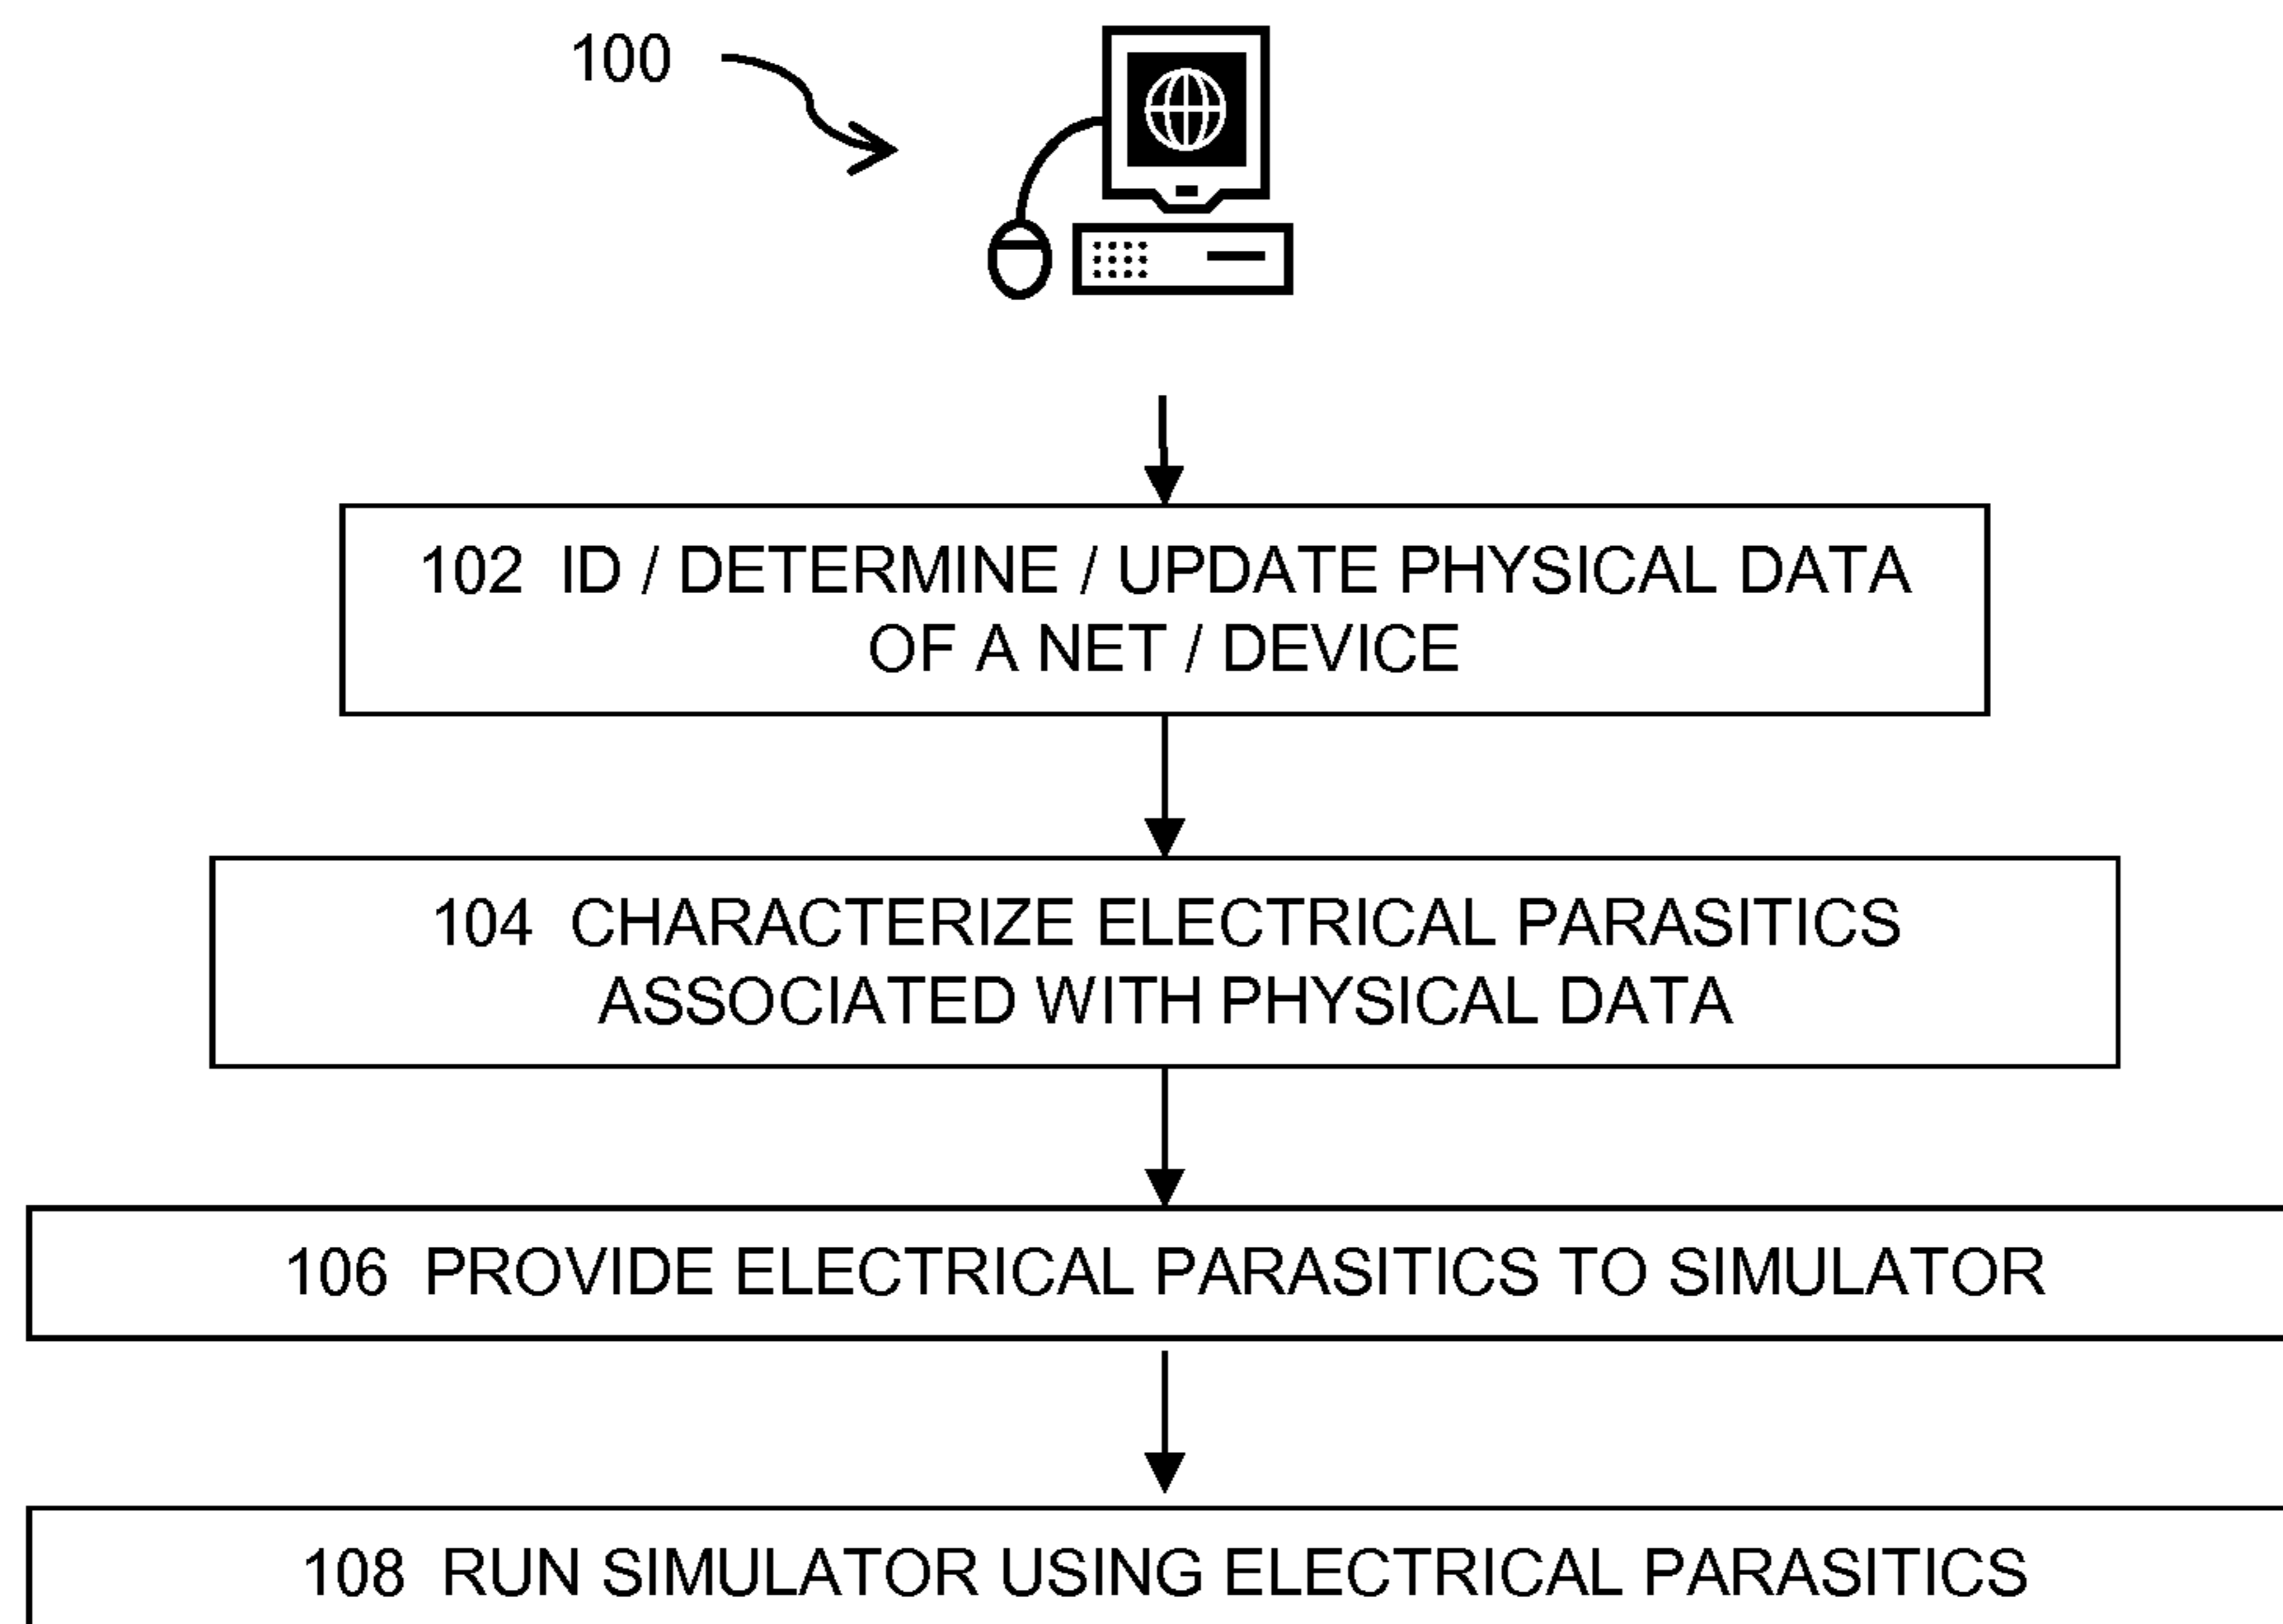 100
102 ID / DETERMINE / UPDATE PHYSICAL DATA
OF A NET / DEVICE
104 CHARACTERIZE ELECTRICAL PARASITICS
ASSOCIATED WITH PHYSICAL DATA
106 PROVIDE ELECTRICAL PARASITICS TO SIMULATOR
108 RUN SIMULATOR USING ELECTRICAL PARASITICS